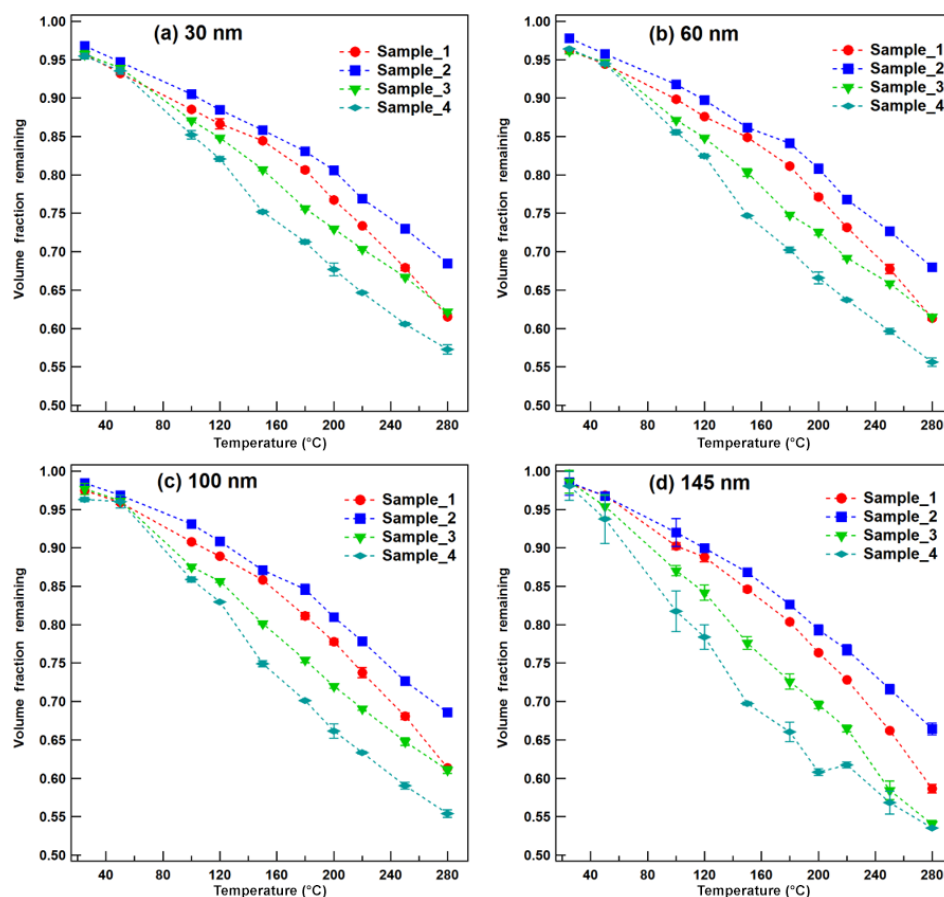 (a) 30 nm
Sample_1
Sample_2
Sample_3
Sample_4
1.00
0.95
0.90
0.85
0.80
0.75
0.70
0.65
0.60
0.55
0.50
Volume fraction remaining
40 80 120 160 200 240 280
Temperature (°C)
(b) 60 nm
Sample_1
Sample_2
Sample_3
Sample_4
1.00
0.95
0.90
0.85
0.80
0.75
0.70
0.65
0.60
0.55
0.50
Volume fraction remaining
40 80 120 160 200 240 280
Temperature (°C)
(c) 100 nm
Sample_1
Sample_2
Sample_3
Sample_4
1.00
0.95
0.90
0.85
0.80
0.75
0.70
0.65
0.60
0.55
0.50
Volume fraction remaining
40 80 120 160 200 240 280
Temperature (°C)
(d) 145 nm
Sample_1
Sample_2
Sample_3
Sample_4
1.00
0.95
0.90
0.85
0.80
0.75
0.70
0.65
0.60
0.55
0.50
Volume fraction remaining
40 80 120 160 200 240 280
Temperature (°C)